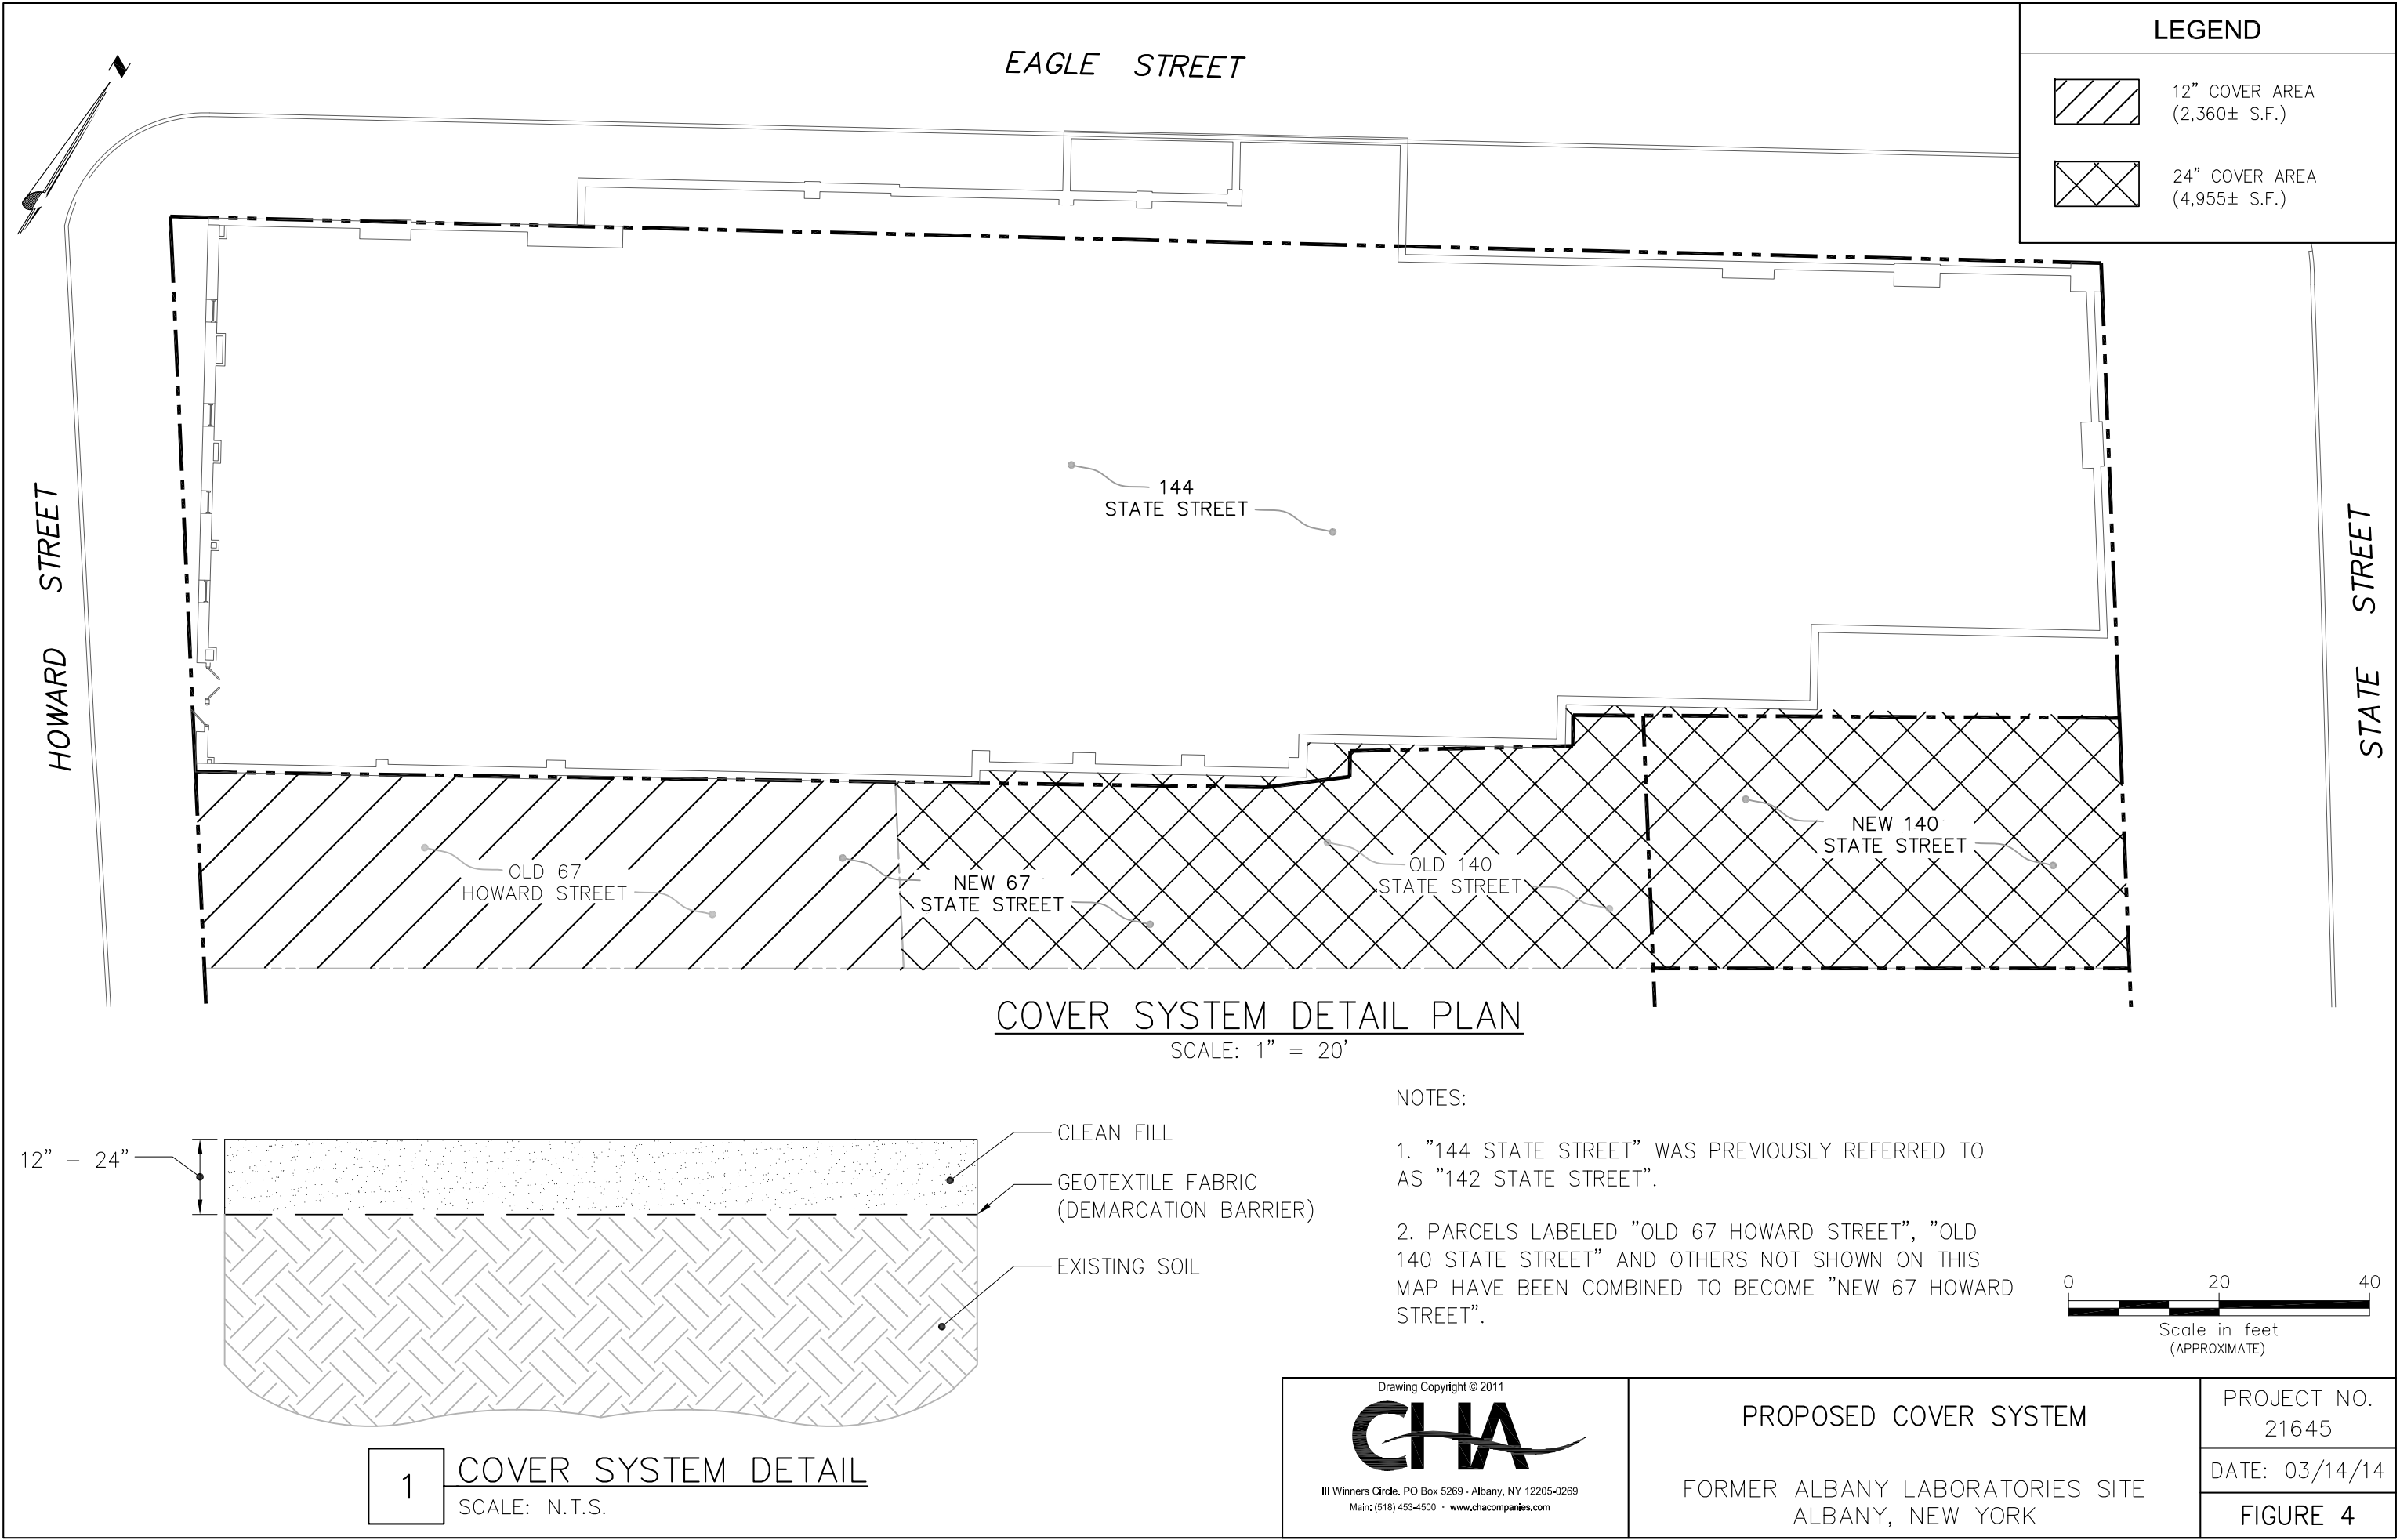 LEGEND
12" COVER AREA
(2,360± S.F.)
24" COVER AREA
(4,955± S.F.)
N
EAGLE STREET
HOWARD STREET
STATE STREET
144
STATE STREET
OLD 67
HOWARD STREET
NEW 67
STATE STREET
OLD 140
STATE STREET
NEW 140
STATE STREET
COVER SYSTEM DETAIL PLAN
SCALE: 1" = 20'
12" - 24"
CLEAN FILL
GEOTEXTILE FABRIC
(DEMARCATION BARRIER)
EXISTING SOIL
1
COVER SYSTEM DETAIL
SCALE: N.T.S.
NOTES:
1. "144 STATE STREET" WAS PREVIOUSLY REFERRED TO
AS "142 STATE STREET".
2. PARCELS LABELED "OLD 67 HOWARD STREET", "OLD
140 STATE STREET" AND OTHERS NOT SHOWN ON THIS
MAP HAVE BEEN COMBINED TO BECOME "NEW 67 HOWARD
STREET".
0 20 40
Scale in feet
(APPROXIMATE)
Drawing Copyright © 2011
CHA
III Winners Circle, PO Box 5269 · Albany, NY 12205-0269
Main: (518) 453-4500 · www.chacompanies.com
PROPOSED COVER SYSTEM
FORMER ALBANY LABORATORIES SITE
ALBANY, NEW YORK
PROJECT NO.
21645
DATE: 03/14/14
FIGURE 4